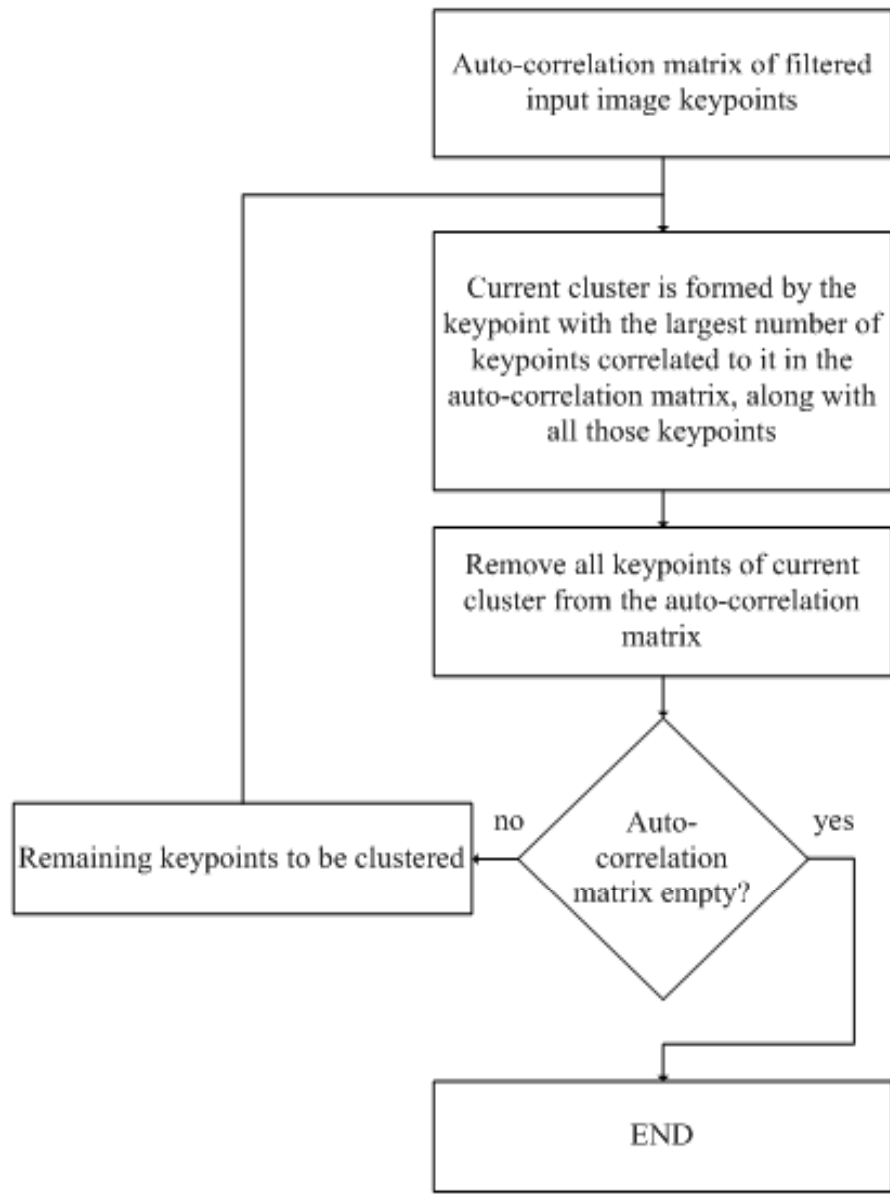 Auto-correlation matrix of filtered
input image keypoints
Current cluster is formed by the
keypoint with the largest number of
keypoints correlated to it in the
auto-correlation matrix, along with
all those keypoints
Remove all keypoints of current
cluster from the auto-correlation
matrix
no
Auto-
correlation
matrix empty?
yes
Remaining keypoints to be clustered
END